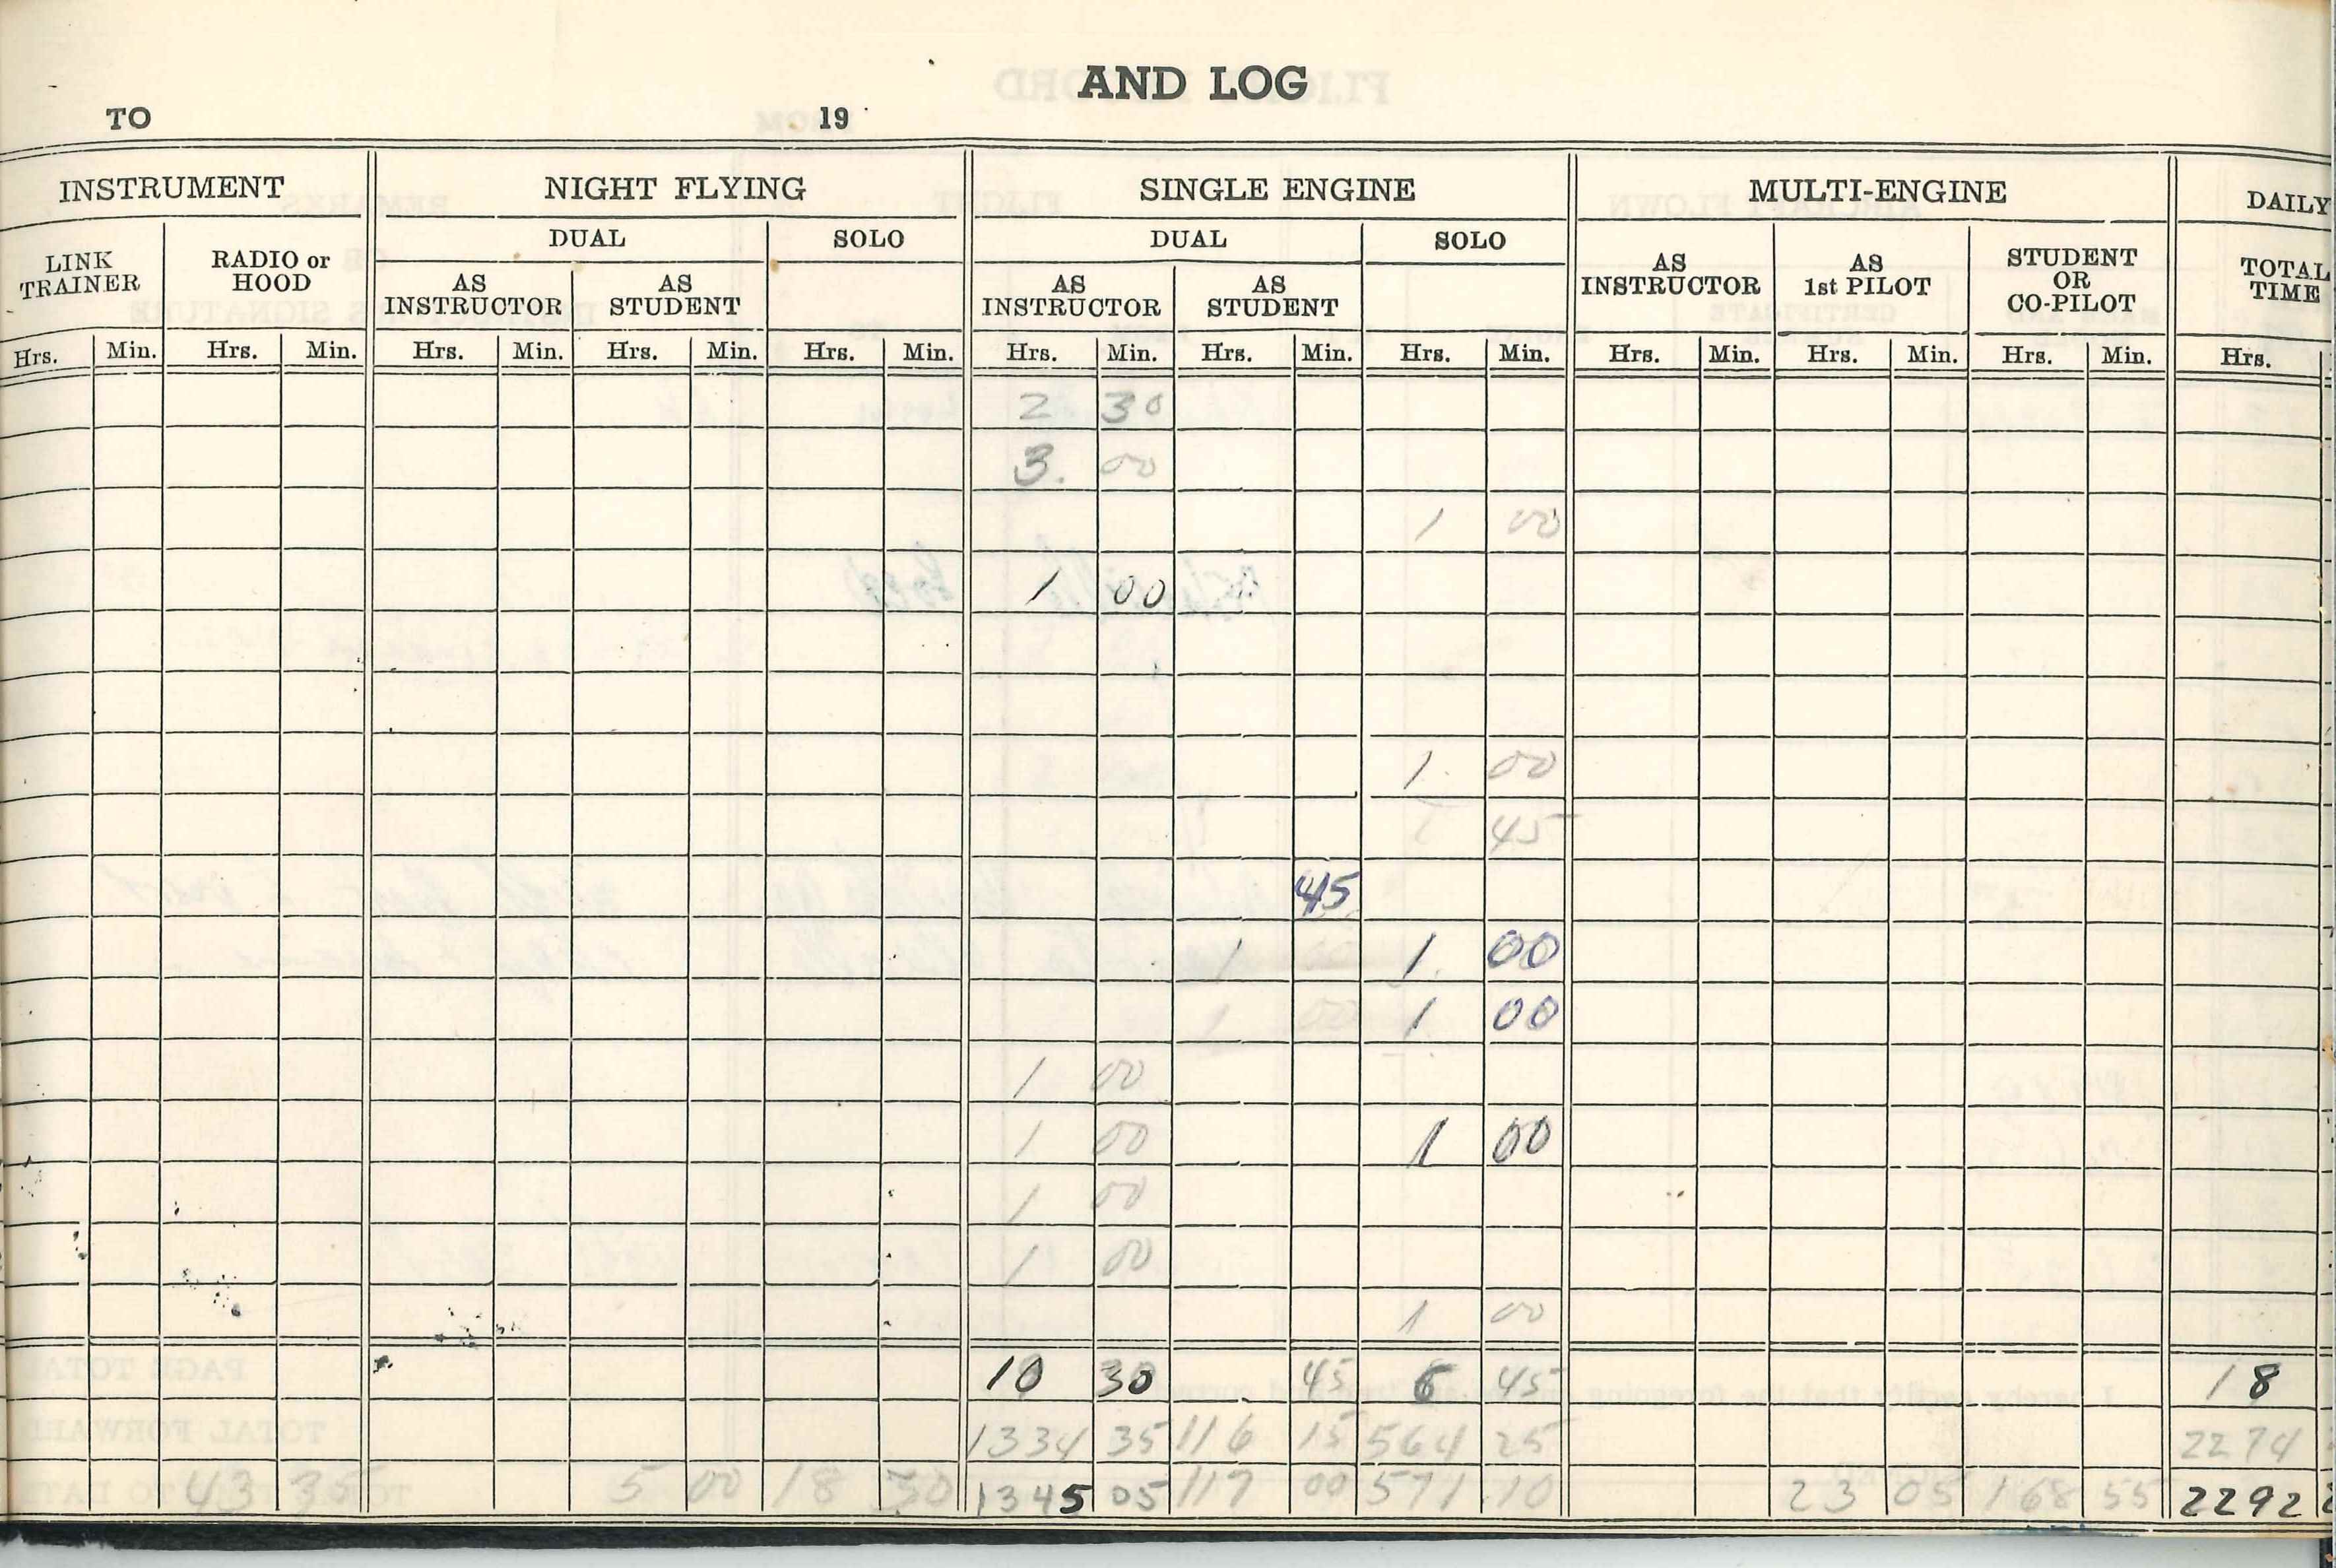 AND LOG
TO 19
INSTRUMENT NIGHT FLYING SINGLE ENGINE MULTI-ENGINE DAILY
DUAL SOLO DUAL SOLO
LINK TRAINER RADIO or HOOD AS INSTRUCTOR AS STUDENT AS INSTRUCTOR AS STUDENT AS INSTRUCTOR AS 1st PILOT STUDENT OR CO-PILOT TOTAL TIME
Hrs. Min. Hrs. Min. Hrs. Min. Hrs. Min. Hrs. Min. Hrs. Min. Hrs. Min. Hrs. Min. Hrs. Min. Hrs. Min. Hrs. Min. Hrs.
2 30
3. 00
1 00
1 00
1. 00
45
45
1. 00
1 00
1 00
1 00 1 00
1 00
1 00
1 00
10 30 45 6 45 18
1334 35 116 15 564 25 2274
43 35 5 00 18 30 1345 05 117 00 571 10 23 05 168 55 2292